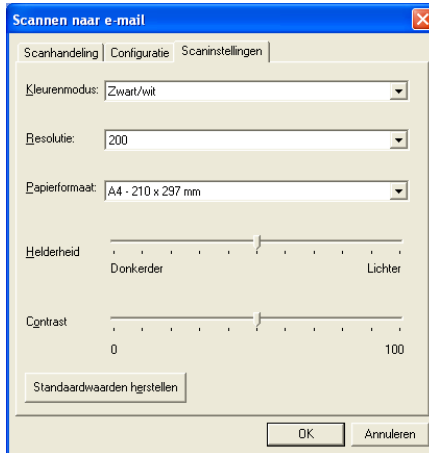 Scannen naar e-mail
Scanhandeling Configuratie Scaninstellingen
Kleurenmodus: Zwart/wit
Resolutie: 200
Papierformaat: A4 - 210 x 297 mm
Helderheid
Donkerder Lichter
Contrast
0 100
Standaardwaarden herstellen
OK Annuleren